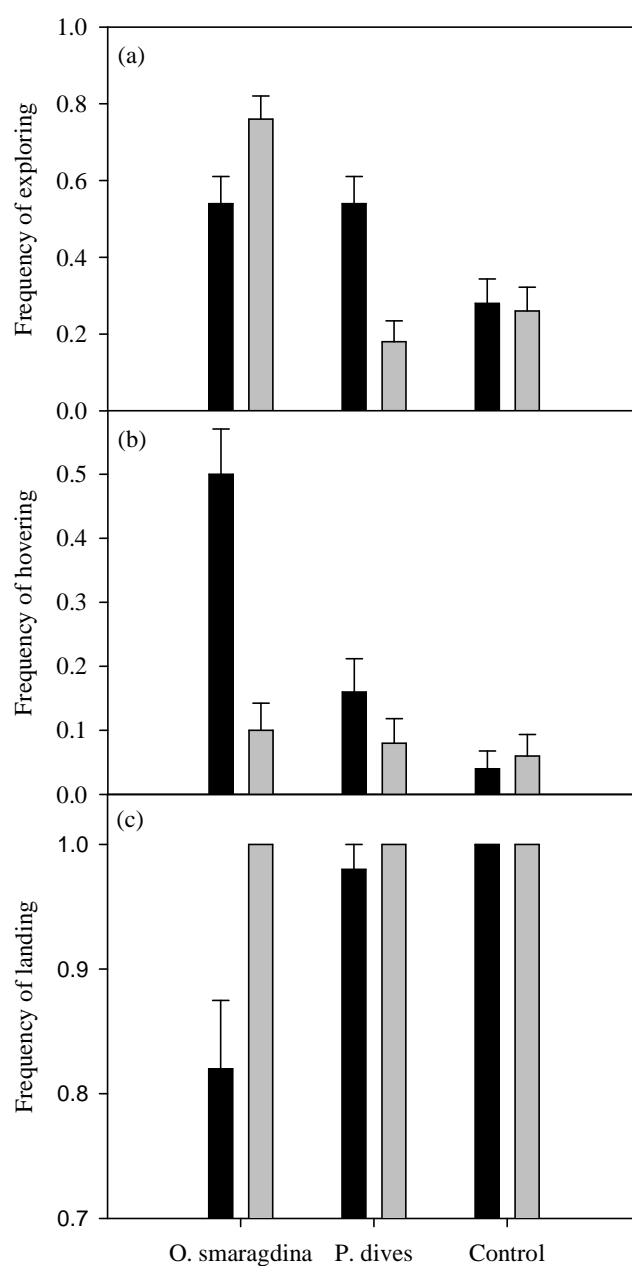 1.0
(a)
0.8
0.6
0.4
0.2
0.0
Frequency of exploring
(b)
0.5
0.4
0.3
0.2
0.1
0.0
Frequency of hovering
(c)
1.0
0.9
0.8
0.7
Frequency of landing
O. smaragdina P. dives Control